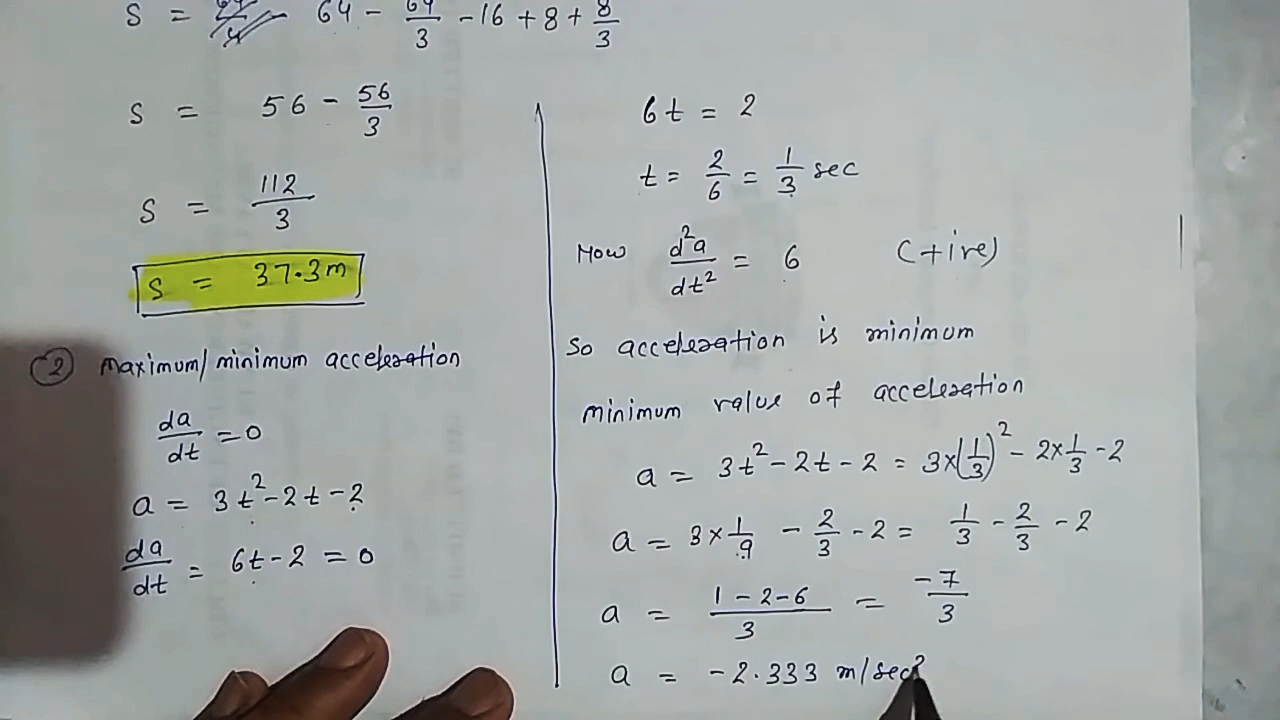 S = 64 - 64/3 - 16 + 8 + 8/3
S = 56 - 56/3
S = 112/3
S = 37.3m
② maximum/minimum acceleration
da/dt = 0
a = 3t² - 2t - 2
da/dt = 6t - 2 = 0
6t = 2
t = 2/6 = 1/3 sec
Now d²a/dt² = 6 (+ive)
So acceleration is minimum
minimum value of acceleration
a = 3t² - 2t - 2 = 3×(1/3)² - 2×1/3 - 2
a = 3×1/9 - 2/3 - 2 = 1/3 - 2/3 - 2
a = 1-2-6/3 = -7/3
a = -2.333 m/sec²